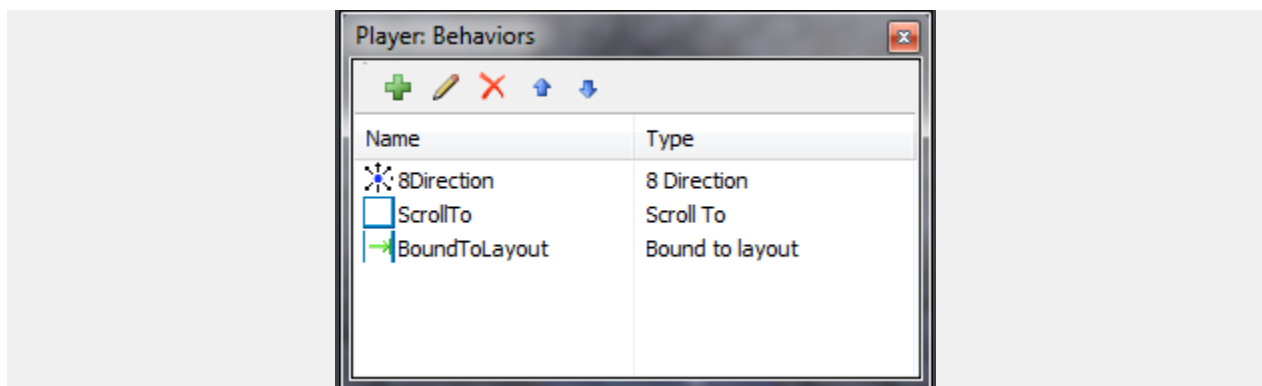 Player: Behaviors
Name Type
8Direction 8 Direction
ScrollTo Scroll To
BoundToLayout Bound to layout